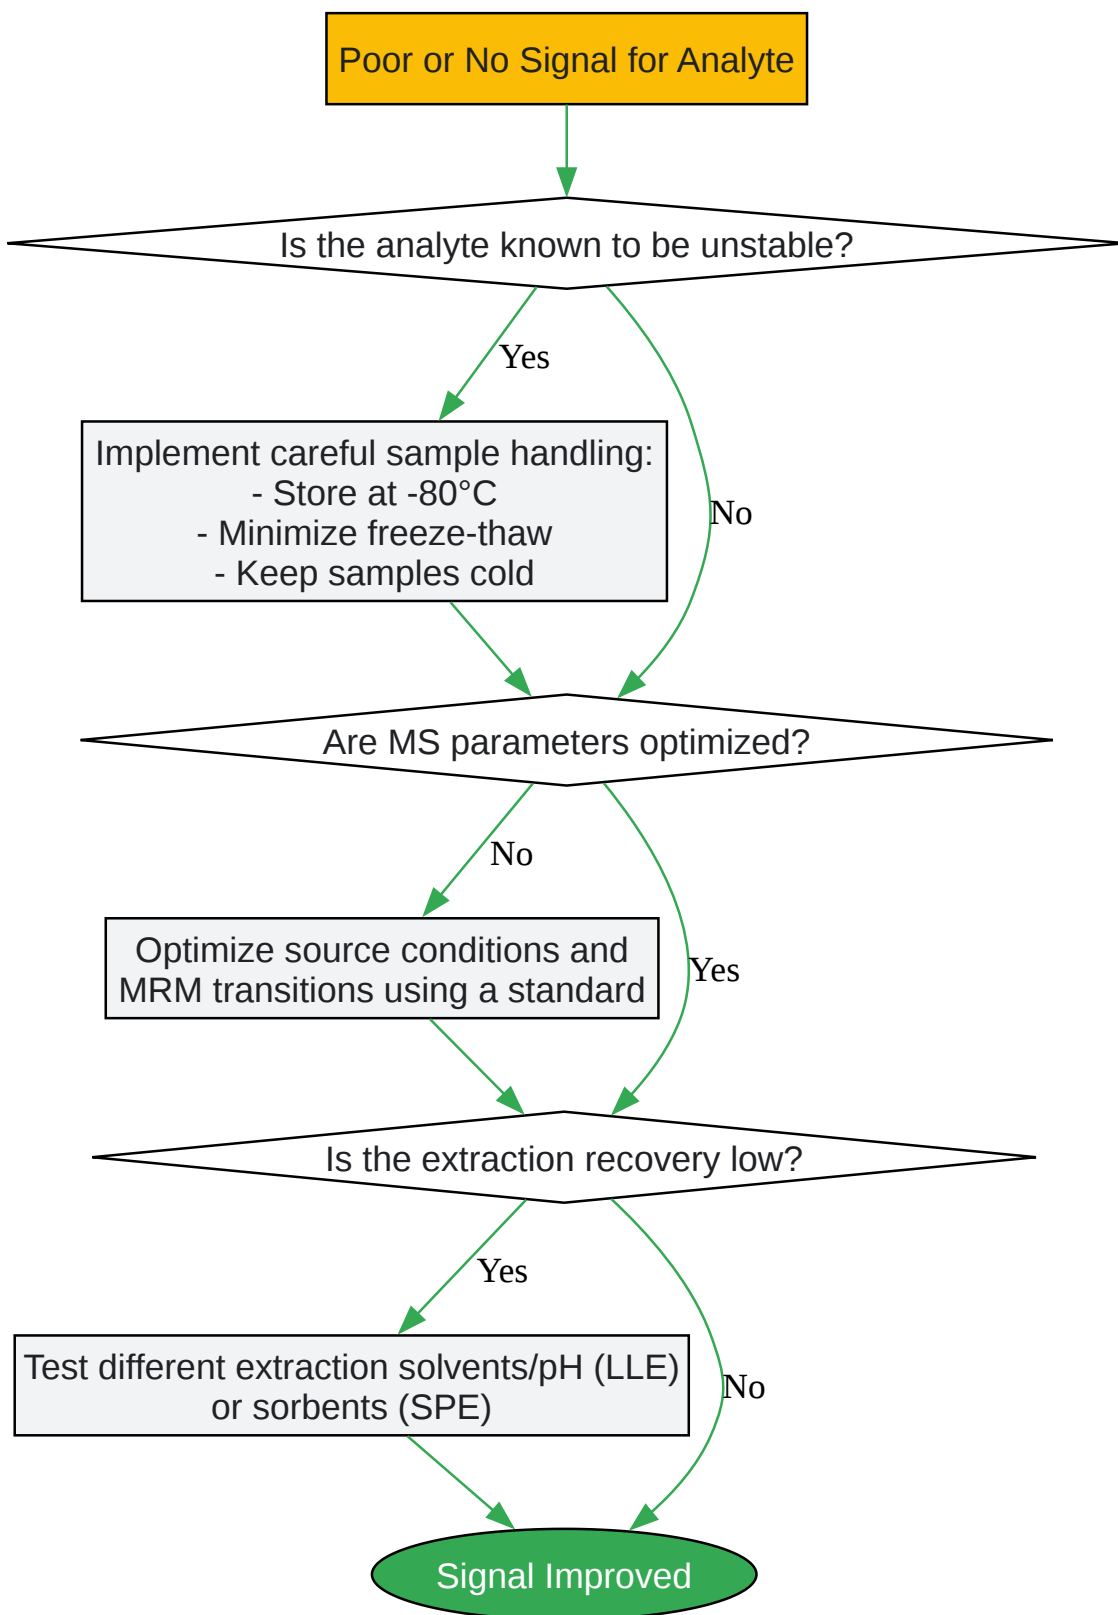 Poor or No Signal for Analyte
Is the analyte known to be unstable?
Yes
Implement careful sample handling:
- Store at -80°C
- Minimize freeze-thaw
- Keep samples cold
No
Are MS parameters optimized?
No
Optimize source conditions and
MRM transitions using a standard
Yes
Is the extraction recovery low?
Yes
Test different extraction solvents/pH (LLE)
or sorbents (SPE)
No
Signal Improved